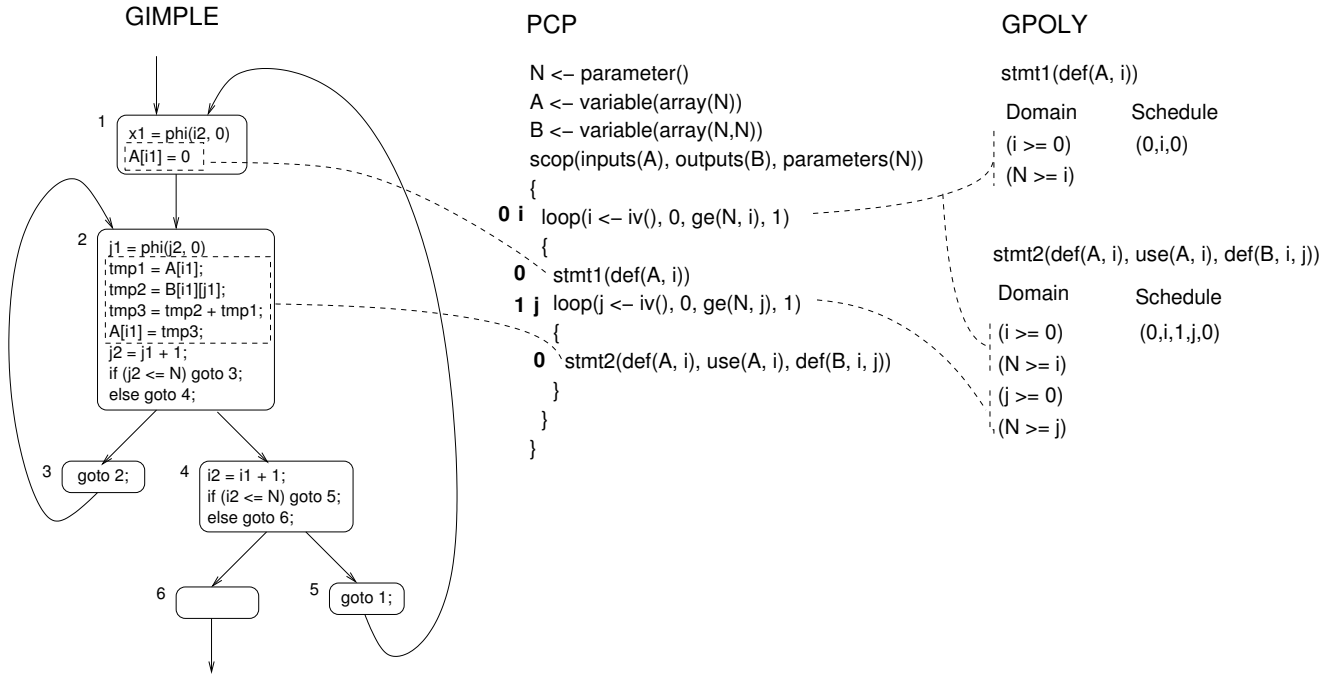 GIMPLE
1
x1 = phi(i2, 0)
A[i1] = 0
2
j1 = phi(j2, 0)
tmp1 = A[i1];
tmp2 = B[i1][j1];
tmp3 = tmp2 + tmp1;
A[i1] = tmp3;
j2 = j1 + 1;
if (j2 <= N) goto 3;
else goto 4;
3
goto 2;
4
i2 = i1 + 1;
if (i2 <= N) goto 5;
else goto 6;
6
5
goto 1;
PCP
N <− parameter()
A <− variable(array(N))
B <− variable(array(N,N))
scop(inputs(A), outputs(B), parameters(N))
{
0 i loop(i <− iv(), 0, ge(N, i), 1)
{
0 stmt1(def(A, i))
1 j loop(j <− iv(), 0, ge(N, j), 1)
{
0 stmt2(def(A, i), use(A, i), def(B, i, j))
}
}
}
GPOLY
stmt1(def(A, i))
Domain Schedule
(i >= 0) (0,i,0)
(N >= i)
stmt2(def(A, i), use(A, i), def(B, i, j))
Domain Schedule
(i >= 0) (0,i,1,j,0)
(N >= i)
(j >= 0)
(N >= j)